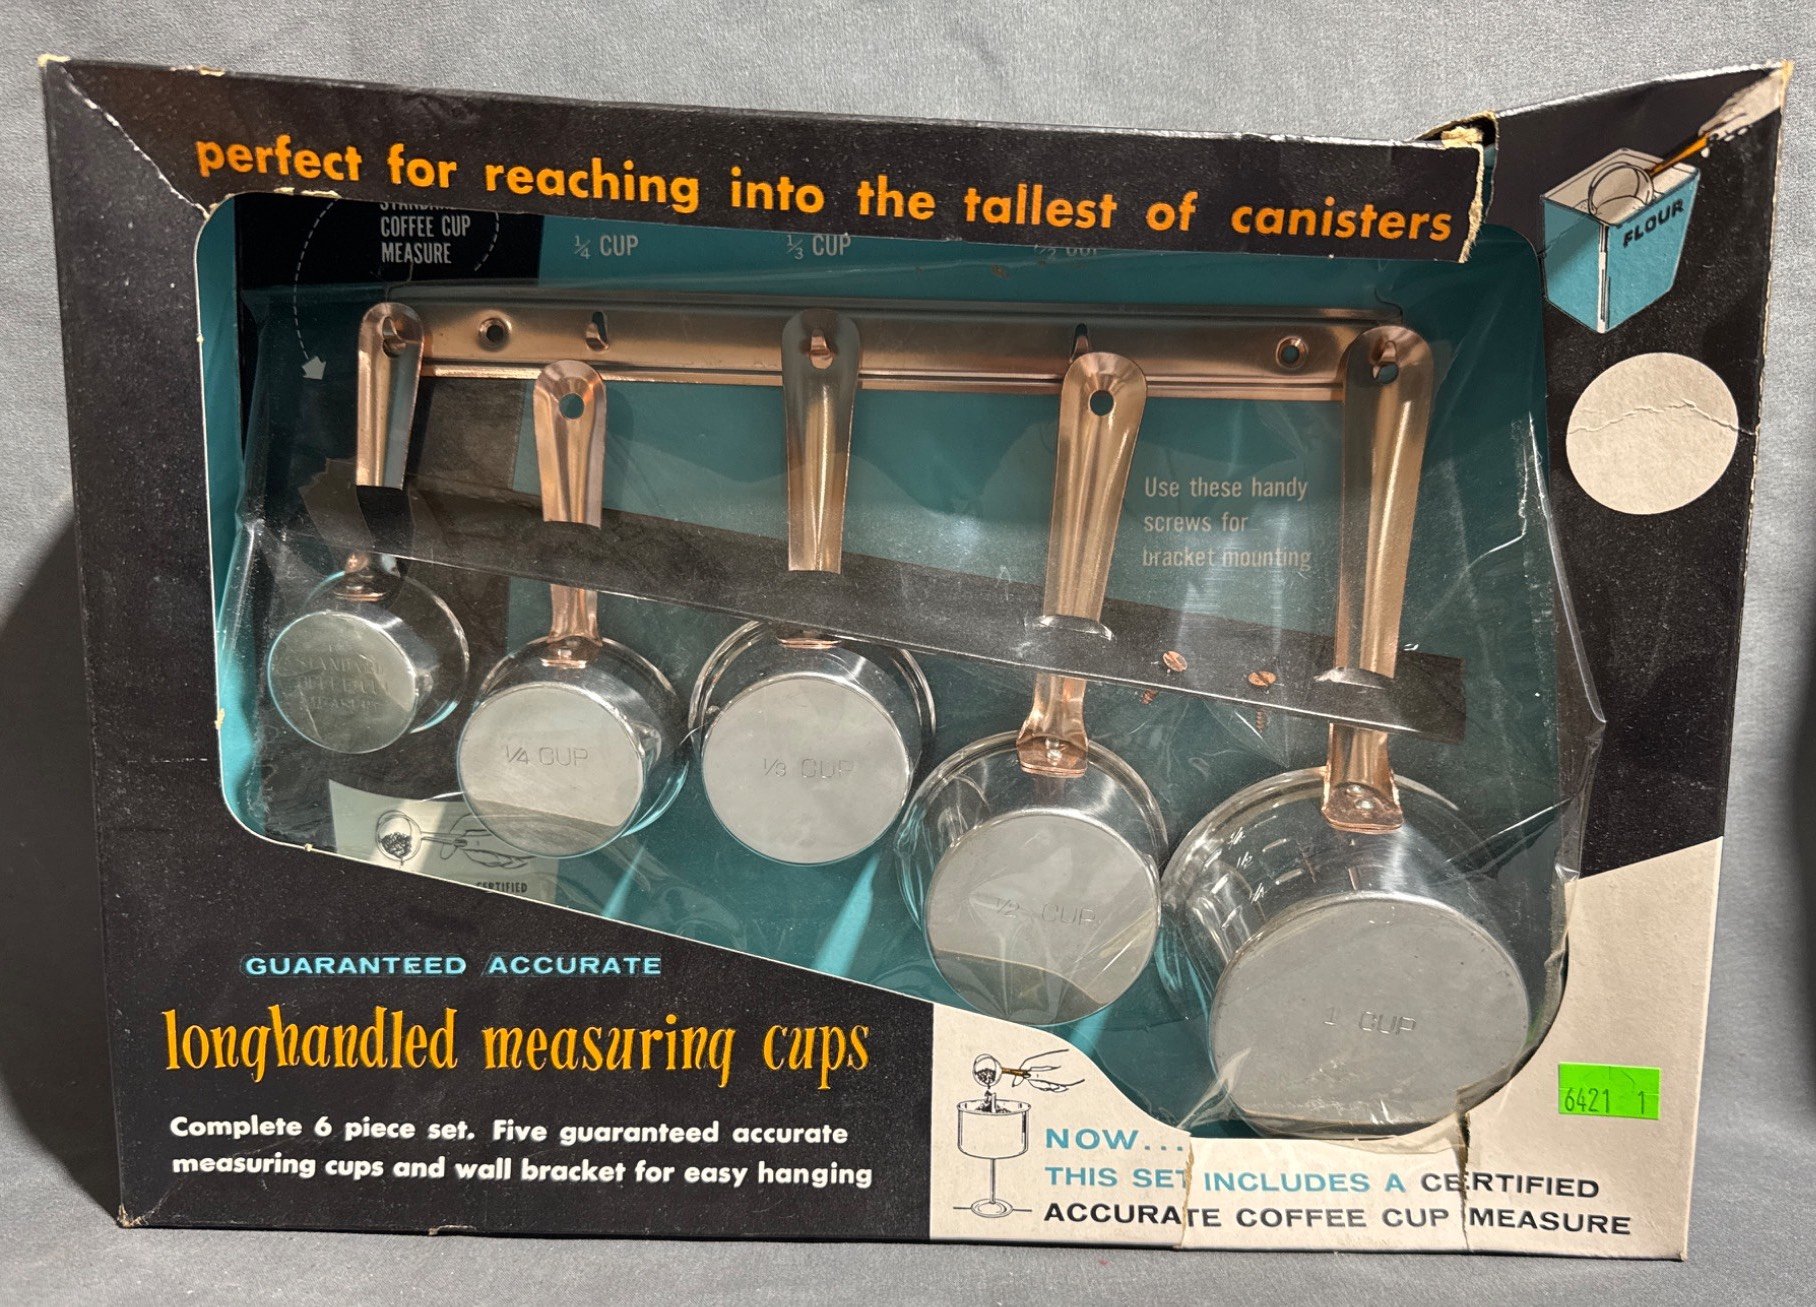 perfect for reaching into the tallest of canisters
FLOUR
COFFEE CUP
MEASURE
¼ CUP
⅓ CUP
Use these handy
screws for
bracket mounting
STANDARD
MEASURE
1/4 CUP
1/3 CUP
1/2 CUP
1 CUP
CERTIFIED
GUARANTEED ACCURATE
longhandled measuring cups
Complete 6 piece set. Five guaranteed accurate
measuring cups and wall bracket for easy hanging
NOW...
THIS SET INCLUDES A CERTIFIED
ACCURATE COFFEE CUP MEASURE
6421 1